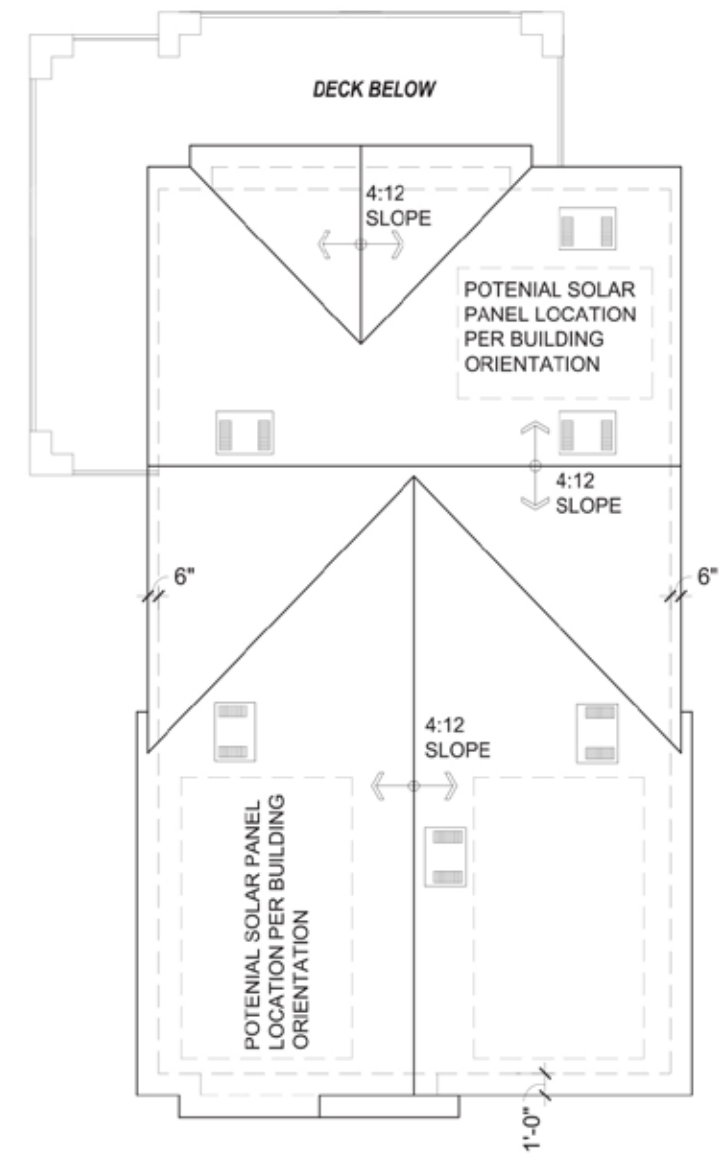 DECK BELOW
4:12
SLOPE
POTENIAL SOLAR
PANEL LOCATION
PER BUILDING
ORIENTATION
4:12
SLOPE
6"
6"
4:12
SLOPE
POTENIAL SOLAR PANEL
LOCATION PER BUILDING
ORIENTATION
1'-0"